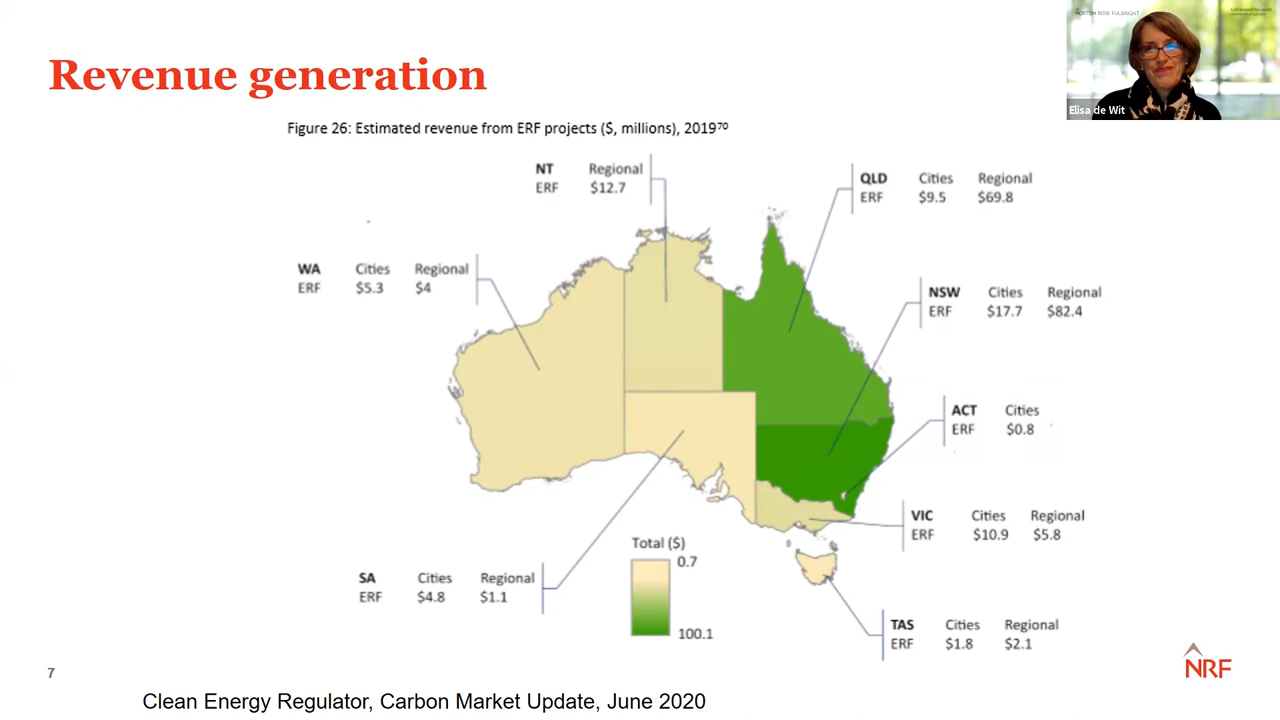 NORTON ROSE FULBRIGHT
Elisa de Wit
Revenue generation
Figure 26: Estimated revenue from ERF projects ($, millions), 2019⁷⁰
NT Regional
ERF $12.7
QLD Cities Regional
ERF $9.5 $69.8
WA Cities Regional
ERF $5.3 $4
NSW Cities Regional
ERF $17.7 $82.4
ACT Cities
ERF $0.8
VIC Cities Regional
ERF $10.9 $5.8
Total ($)
0.7
100.1
SA Cities Regional
ERF $4.8 $1.1
TAS Cities Regional
ERF $1.8 $2.1
7
NRF
Clean Energy Regulator, Carbon Market Update, June 2020